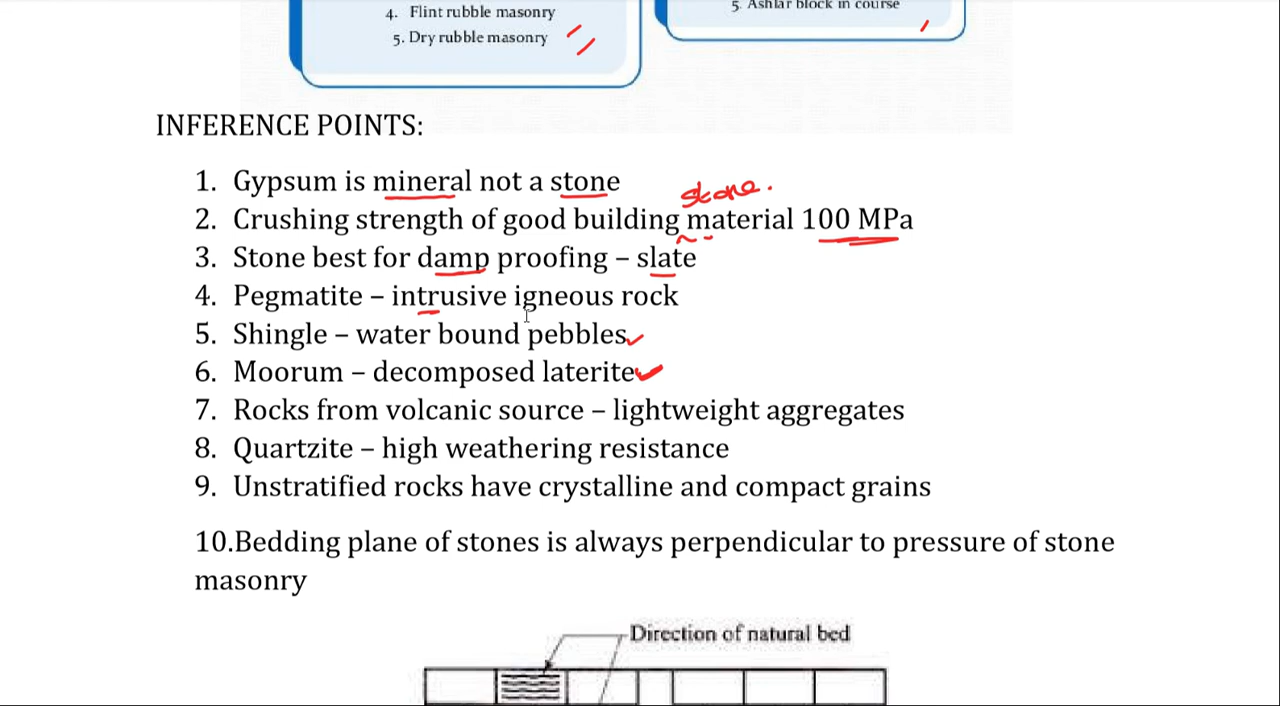 4. Flint rubble masonry
5. Dry rubble masonry
5. Ashlar block in course
INFERENCE POINTS:
1. Gypsum is mineral not a stone
stone.
2. Crushing strength of good building material 100 MPa
3. Stone best for damp proofing – slate
4. Pegmatite – intrusive igneous rock
5. Shingle – water bound pebbles
6. Moorum – decomposed laterite
7. Rocks from volcanic source – lightweight aggregates
8. Quartzite – high weathering resistance
9. Unstratified rocks have crystalline and compact grains
10.Bedding plane of stones is always perpendicular to pressure of stone
masonry
Direction of natural bed